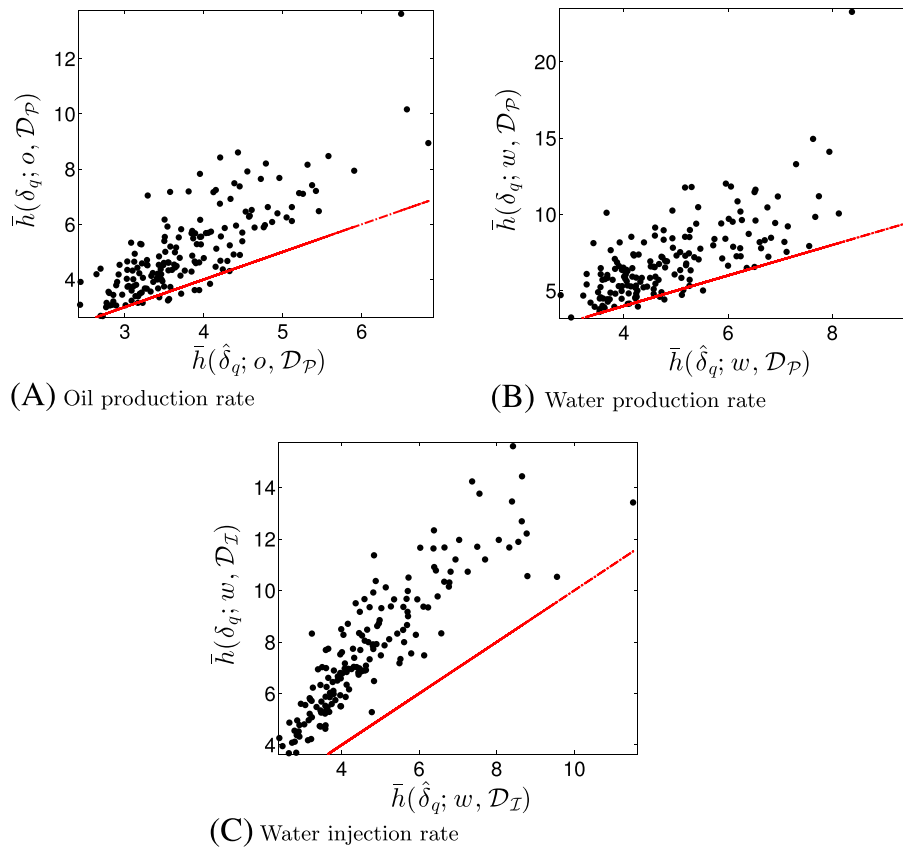 12
10
8
6
4
3 4 5 6
h̄(δ_q; o, 𝒟_𝒫)
h̄(δ̂_q; o, 𝒟_𝒫)
(A) Oil production rate
20
15
10
5
4 6 8
h̄(δ_q; w, 𝒟_𝒫)
h̄(δ̂_q; w, 𝒟_𝒫)
(B) Water production rate
14
12
10
8
6
4
4 6 8 10
h̄(δ_q; w, 𝒟_ℐ)
h̄(δ̂_q; w, 𝒟_ℐ)
(C) Water injection rate